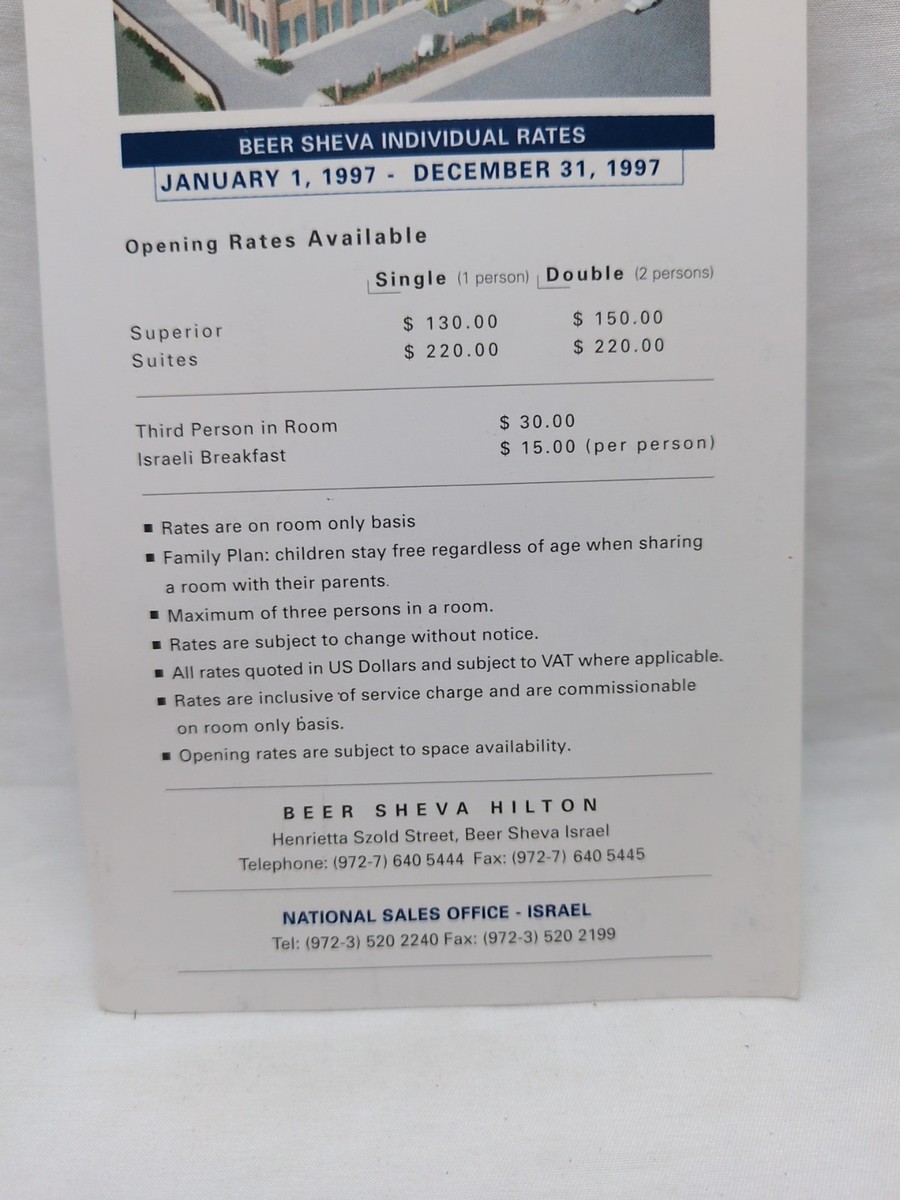 BEER SHEVA INDIVIDUAL RATES
JANUARY 1, 1997 - DECEMBER 31, 1997
Opening Rates Available
Single (1 person) Double (2 persons)
Superior $ 130.00 $ 150.00
Suites $ 220.00 $ 220.00
Third Person in Room $ 30.00
Israeli Breakfast $ 15.00 (per person)
■ Rates are on room only basis
■ Family Plan: children stay free regardless of age when sharing
a room with their parents.
■ Maximum of three persons in a room.
■ Rates are subject to change without notice.
■ All rates quoted in US Dollars and subject to VAT where applicable.
■ Rates are inclusive of service charge and are commissionable
on room only basis.
■ Opening rates are subject to space availability.
BEER SHEVA HILTON
Henrietta Szold Street, Beer Sheva Israel
Telephone: (972-7) 640 5444 Fax: (972-7) 640 5445
NATIONAL SALES OFFICE - ISRAEL
Tel: (972-3) 520 2240 Fax: (972-3) 520 2199